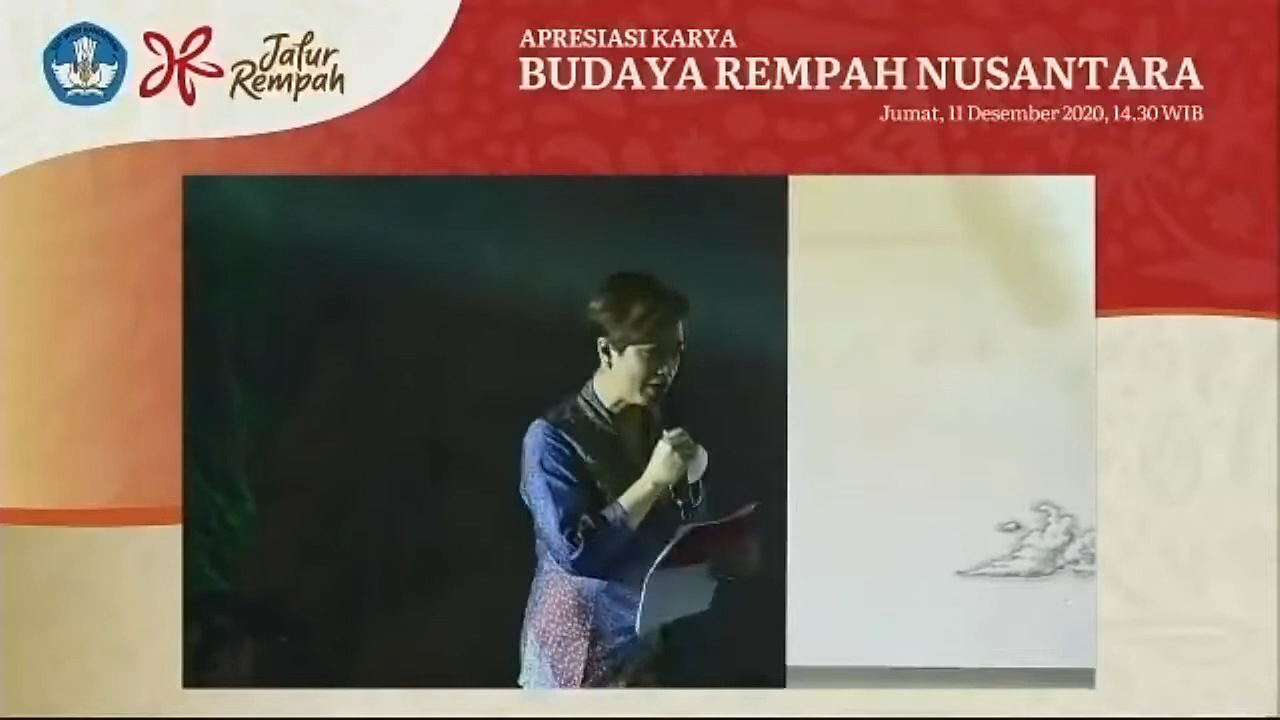 Jalur
Rempah
APRESIASI KARYA
BUDAYA REMPAH NUSANTARA
Jumat, 11 Desember 2020, 14.30 WIB